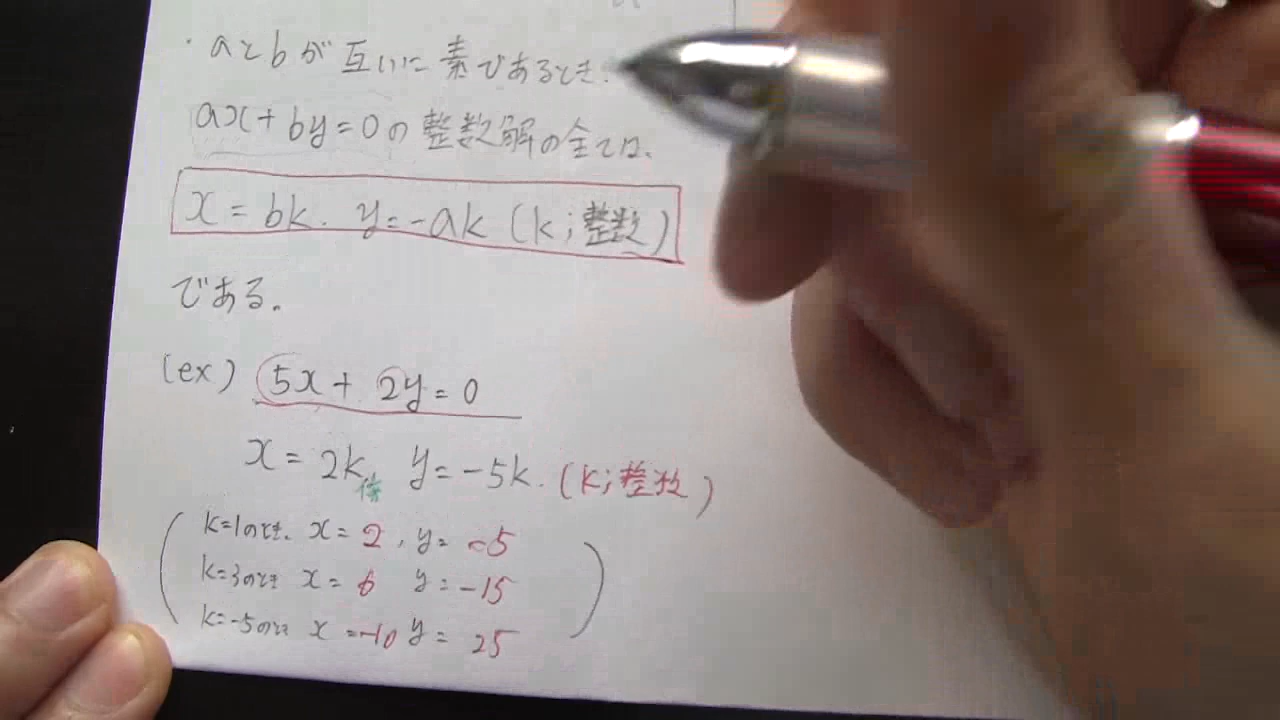 ・aとbが互いに素であるとき.
ax+by=0の整数解の全ては、
x=bk. y=-ak (k;整数)
である.
(ex) 5x+2y=0
x=2k倍 y=-5k. (k;整数)
k=1のとき、x=2, y=-5
k=3のとき x=6 y=-15
k=-5のとき x=-10 y=25